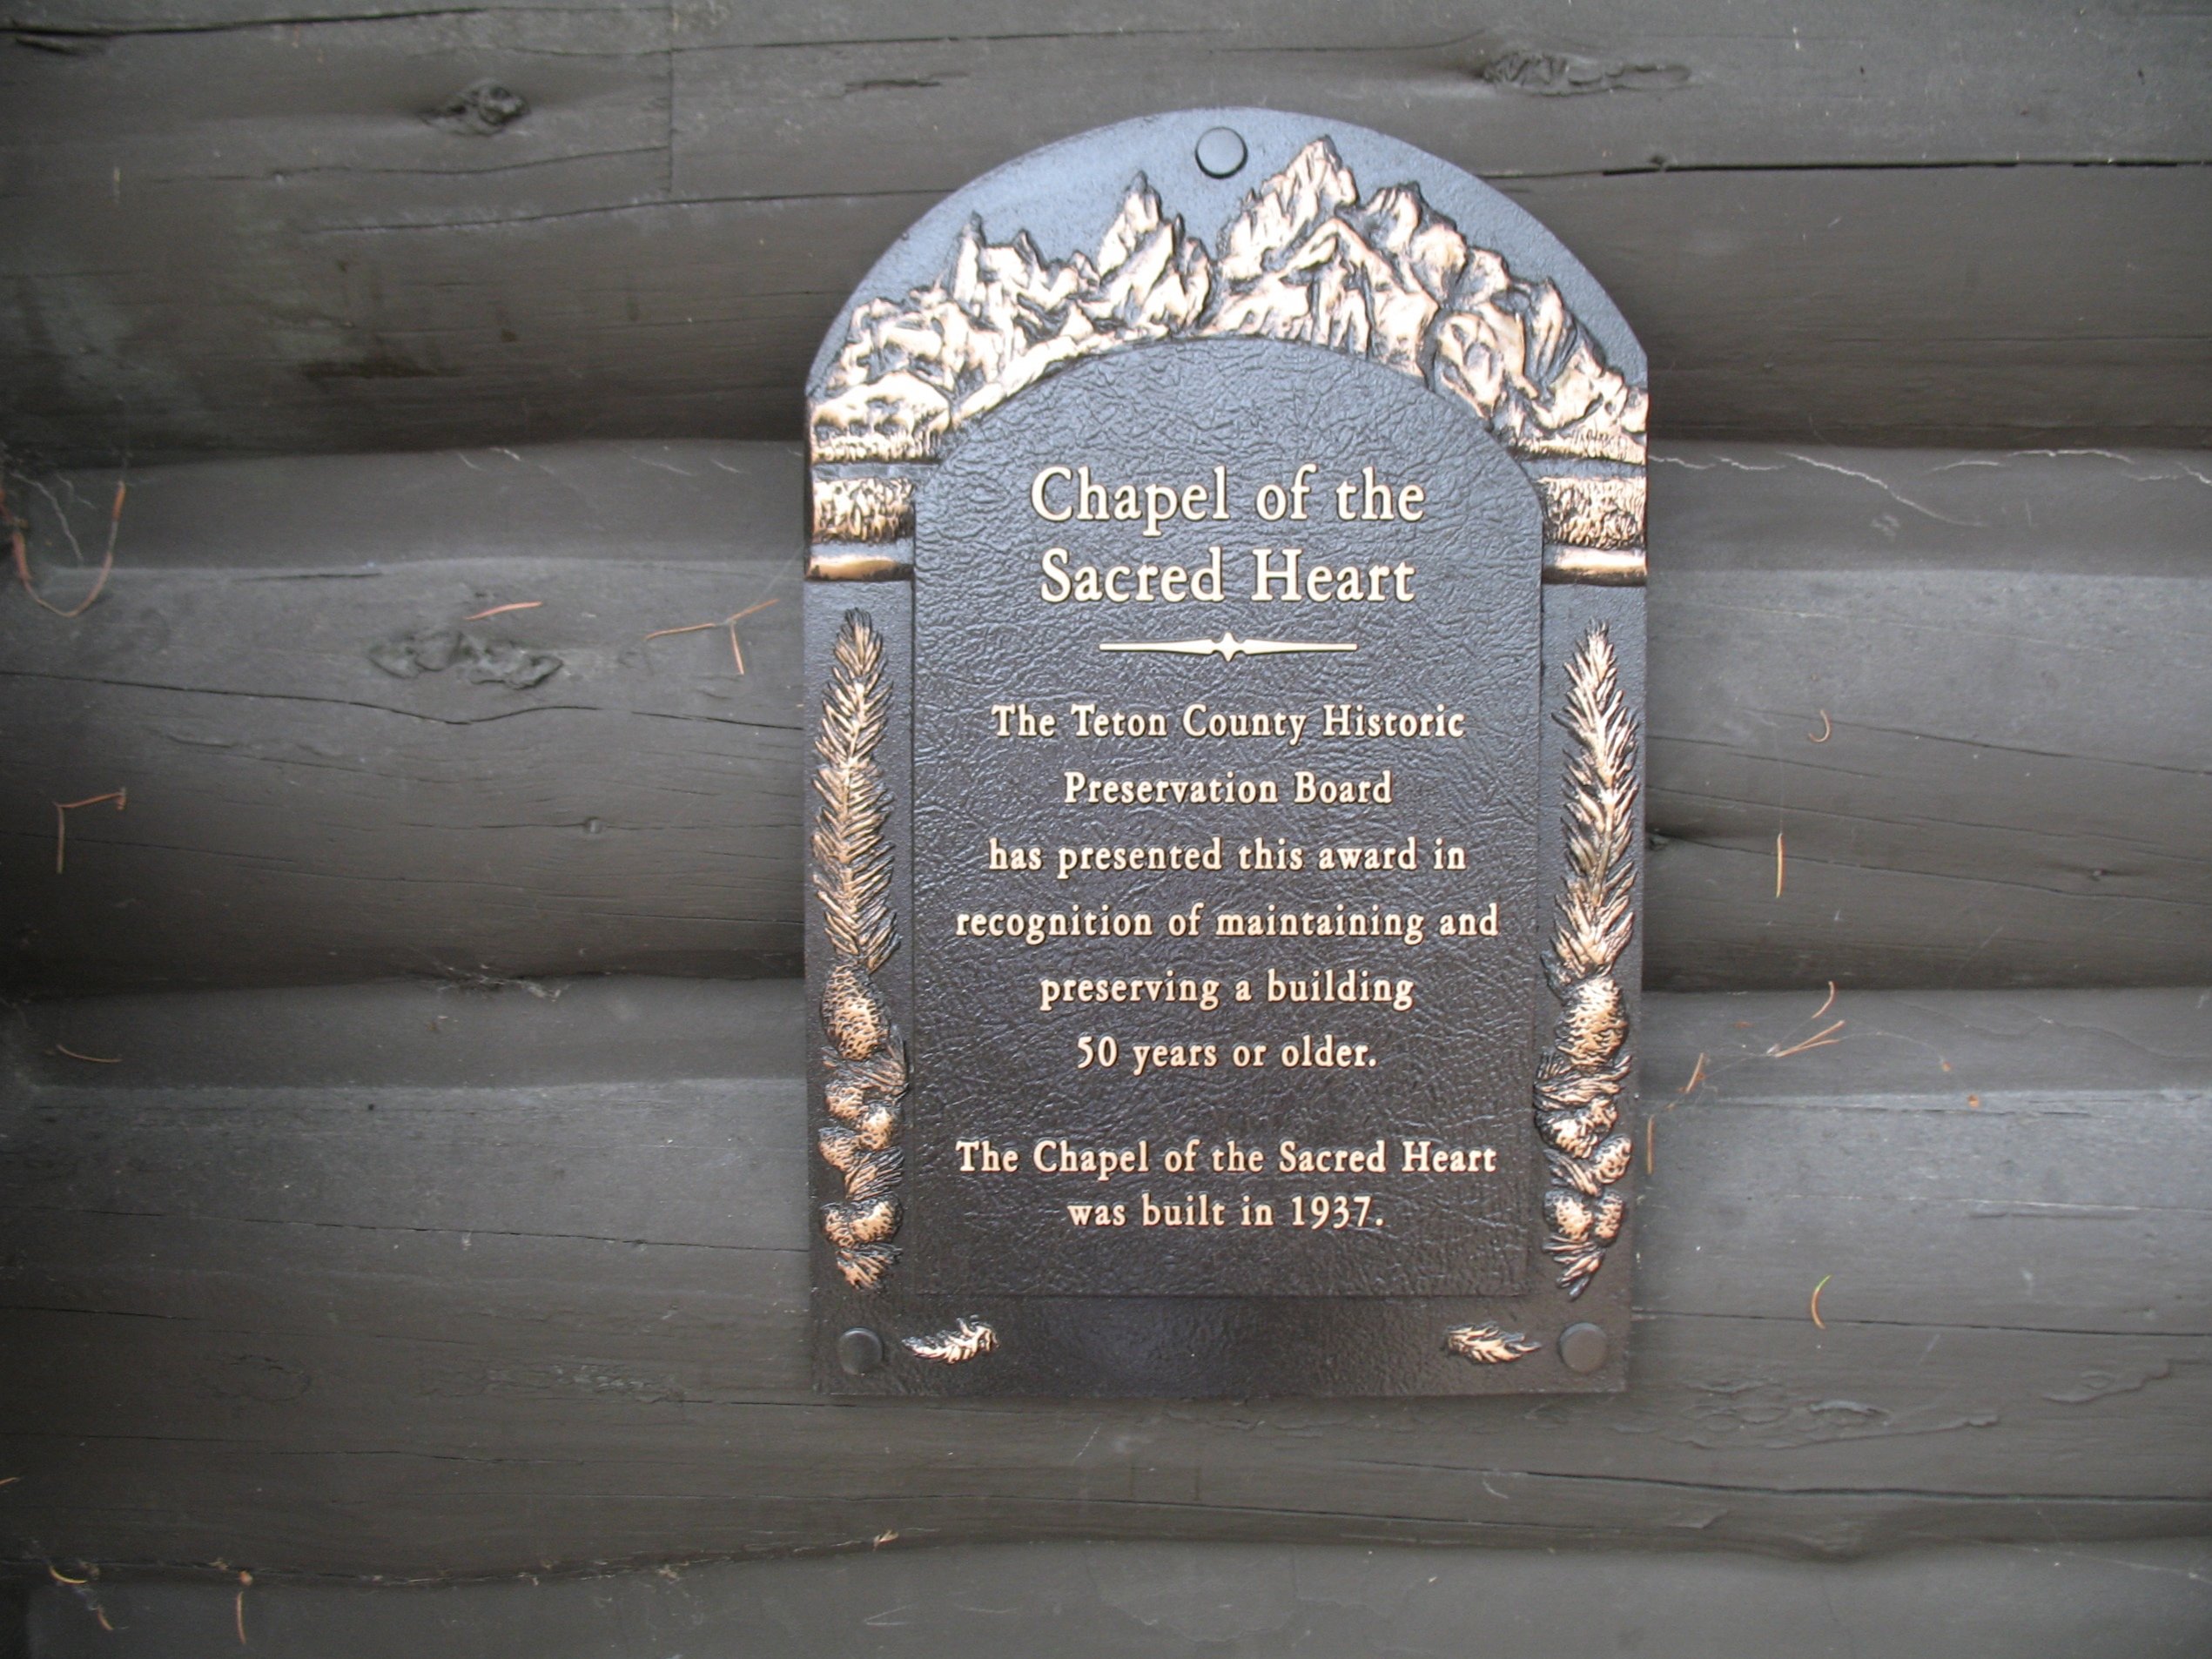 Chapel of the
Sacred Heart
The Teton County Historic
Preservation Board
has presented this award in
recognition of maintaining and
preserving a building
50 years or older.
The Chapel of the Sacred Heart
was built in 1937.